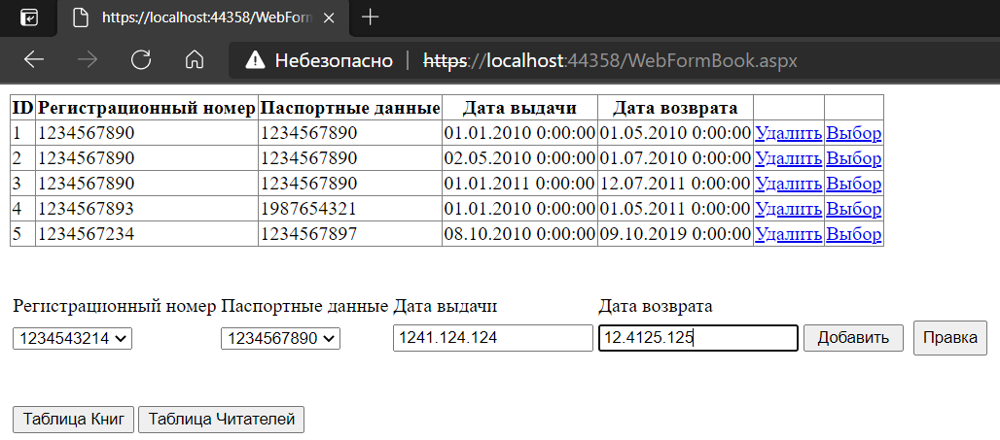 https://localhost:44358/WebForm
Небезопасно https://localhost:44358/WebFormBook.aspx
ID Регистрационный номер Паспортные данные Дата выдачи Дата возврата
1 1234567890 1234567890 01.01.2010 0:00:00 01.05.2010 0:00:00 Удалить Выбор
2 1234567890 1234567890 02.05.2010 0:00:00 01.07.2010 0:00:00 Удалить Выбор
3 1234567890 1234567890 01.01.2011 0:00:00 12.07.2011 0:00:00 Удалить Выбор
4 1234567893 1987654321 01.01.2010 0:00:00 01.05.2011 0:00:00 Удалить Выбор
5 1234567234 1234567897 08.10.2010 0:00:00 09.10.2019 0:00:00 Удалить Выбор
Регистрационный номер Паспортные данные Дата выдачи Дата возврата
1234543214 1234567890 1241.124.124 12.4125.125 Добавить Правка
Таблица Книг Таблица Читателей